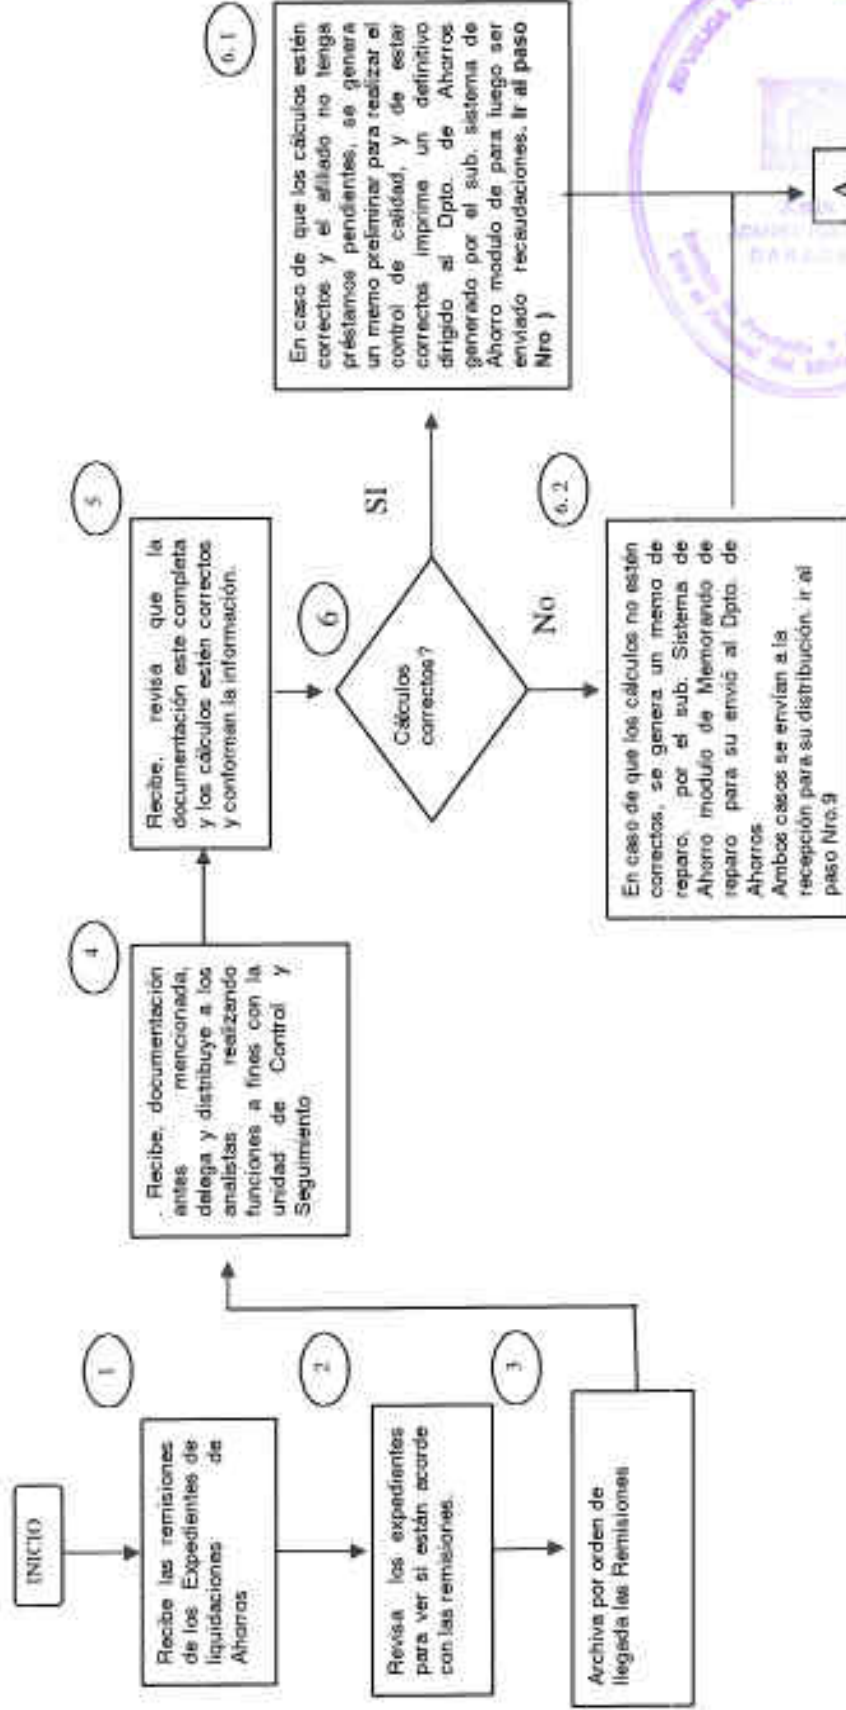 INICIO
1
Recibe las remisiones
de los Expedientes de
liquidaciones de
Ahorros
2
Revisa los expedientes
para ver si están acorde
con las remisiones.
3
Archiva por orden de
llegada las Remisiones
4
. Recibe, documentación
antes mencionada,
delega y distribuye a los
analistas realizando
funciones a fines con la
unidad de Control y
Seguimiento
5
Recibe, revisa que la
documentación este completa
y los cálculos estén correctos
y conforman la información.
6
Cálculos
correctos?
SI
No
6.1
En caso de que los cálculos estén
correctos y el afiliado no tenga
préstamos pendientes, se genera
un memo preliminar para realizar el
control de calidad, y de estar
correctos imprime un definitivo
dirigido al Dpto. de Ahorros
generado por el sub. sistema de
Ahorro modulo de para luego ser
enviado recaudaciones. Ir al paso
Nro )
6.2
En caso de que los cálculos no estén
correctos, se genera un memo de
reparo, por el sub. Sistema de
Ahorro modulo de Memorando de
reparo para su envió al Dpto. de
Ahorros
Ambos casos se envían a la
recepción para su distribución. ir al
paso Nro.9
A